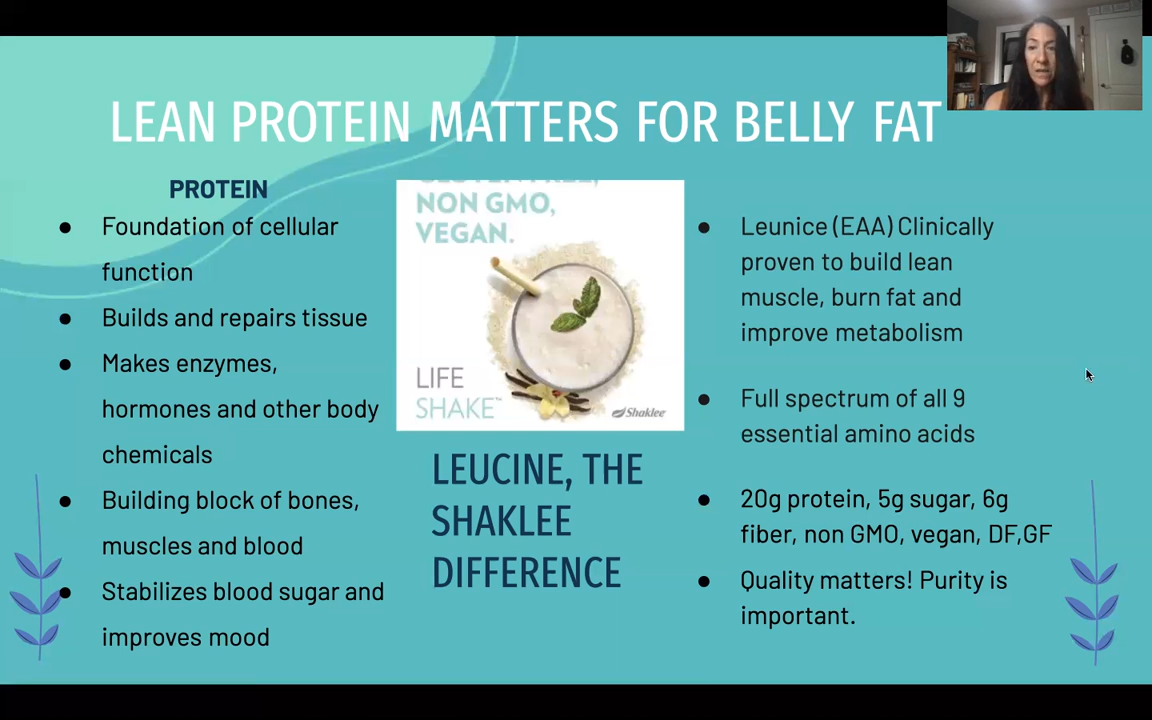 LEAN PROTEIN MATTERS FOR BELLY FAT
PROTEIN
● Foundation of cellular
function
● Builds and repairs tissue
● Makes enzymes,
hormones and other body
chemicals
● Building block of bones,
muscles and blood
● Stabilizes blood sugar and
improves mood
NON GMO,
VEGAN.
LIFE
SHAKE™
Shaklee
LEUCINE, THE
SHAKLEE
DIFFERENCE
● Leunice (EAA) Clinically
proven to build lean
muscle, burn fat and
improve metabolism
● Full spectrum of all 9
essential amino acids
● 20g protein, 5g sugar, 6g
fiber, non GMO, vegan, DF,GF
● Quality matters! Purity is
important.